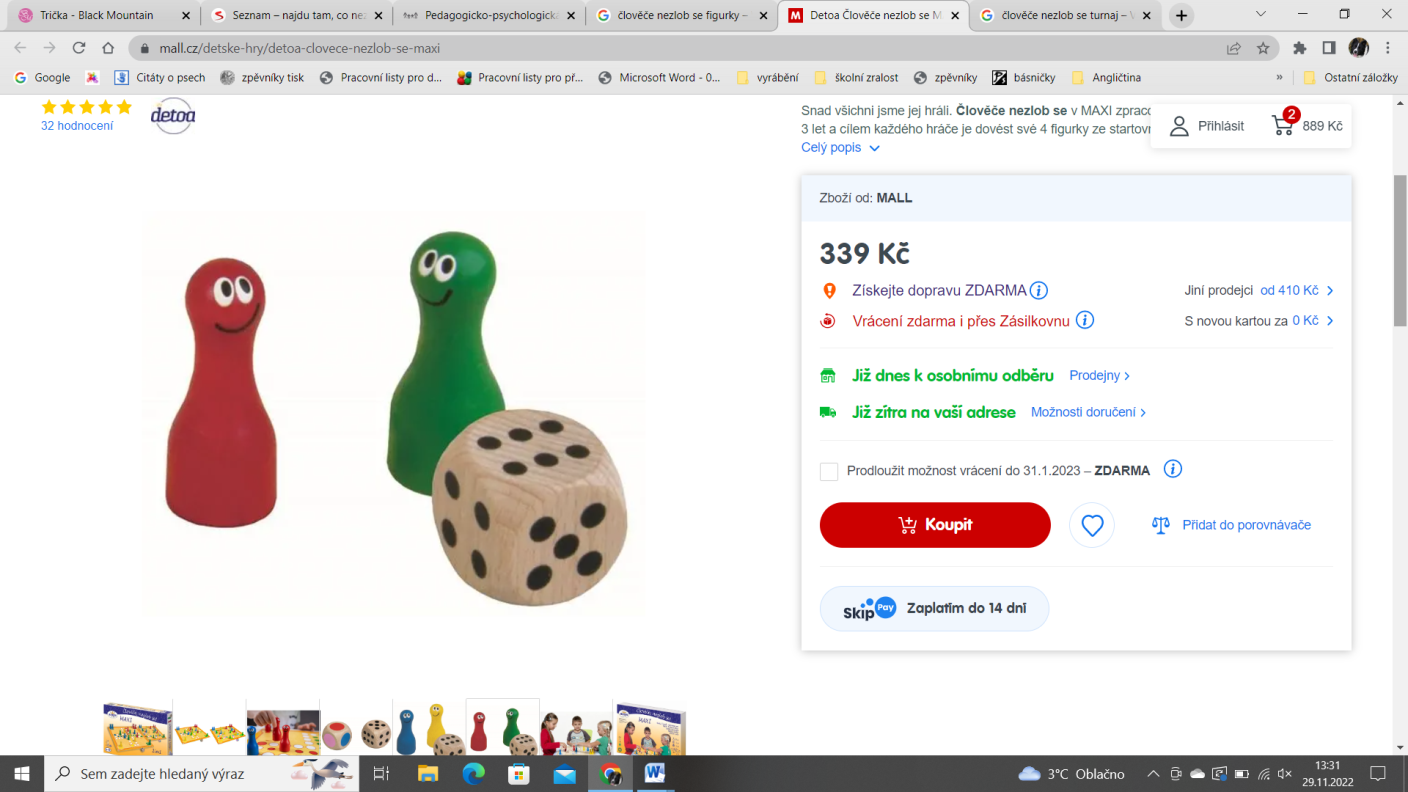 Trička - Black Mountain
Seznam – najdu tam, co nez
Pedagogicko-psychologick
člověče nezlob se figurky –
Detoa Člověče nezlob se M
člověče nezlob se turnaj – V
mall.cz/detske-hry/detoa-clovece-nezlob-se-maxi
Google
Citáty o psech
zpěvníky tisk
Pracovní listy pro d...
Pracovní listy pro př...
Microsoft Word - 0...
vyrábění
školní zralost
zpěvníky
básničky
Angličtina
»
Ostatní záložky
32 hodnocení
detoa
Snad všichni jsme jej hráli. Člověče nezlob se v MAXI zpraco
3 let a cílem každého hráče je dovést své 4 figurky ze startovn
Celý popis
Přihlásit
2
889 Kč
Zboží od: MALL
339 Kč
Získejte dopravu ZDARMA
Jiní prodejci od 410 Kč
Vrácení zdarma i přes Zásilkovnu
S novou kartou za 0 Kč
Již dnes k osobnímu odběru Prodejny
Již zítra na vaší adrese Možnosti doručení
Prodloužit možnost vrácení do 31.1.2023 – ZDARMA
Koupit
Přidat do porovnávače
Skip Pay Zaplatím do 14 dní
MAXI
Sem zadejte hledaný výraz
3°C Oblačno
13:31
29.11.2022